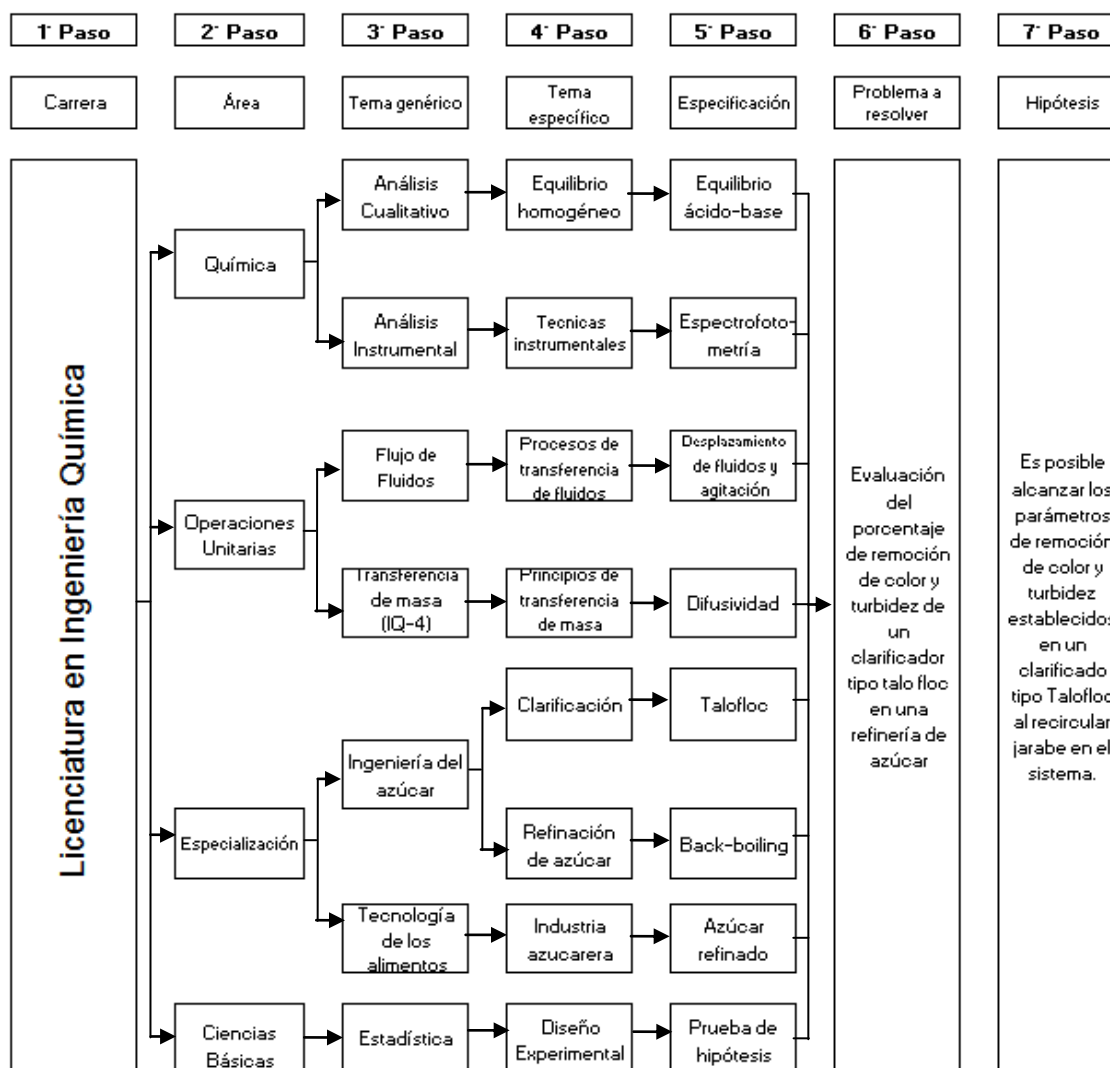 1˙ Paso
2˙ Paso
3˙ Paso
4˙ Paso
5˙ Paso
6˙ Paso
7˙ Paso
Carrera
Área
Tema genérico
Tema
específico
Especificación
Problema a
resolver
Hipótesis
Licenciatura en Ingeniería Química
Química
Análisis
Cualitativo
Equilibrio
homogéneo
Equilibrio
ácido-base
Análisis
Instrumental
Tecnicas
instrumentales
Espectrofoto-
metría
Operaciones
Unitarias
Flujo de
Fluidos
Procesos de
transferencia
de fluidos
Desplazamiento
de fluidos y
agitación
Transferencia
de masa
(IQ-4)
Principios de
transferencia
de masa
Difusividad
Especialización
Ingeniería del
azúcar
Clarificación
Talofloc
Refinación
de azúcar
Back-boiling
Tecnología
de los
alimentos
Industria
azucarera
Azúcar
refinado
Ciencias
Básicas
Estadística
Diseño
Experimental
Prueba de
hipótesis
Evaluación
del
porcentaje
de remoción
de color y
turbidez de
un
clarificador
tipo talo floc
en una
refinería de
azúcar
Es posible
alcanzar los
parámetros
de remoción
de color y
turbidez
establecidos
en un
clarificado
tipo Talofloc
al recircular
jarabe en el
sistema.